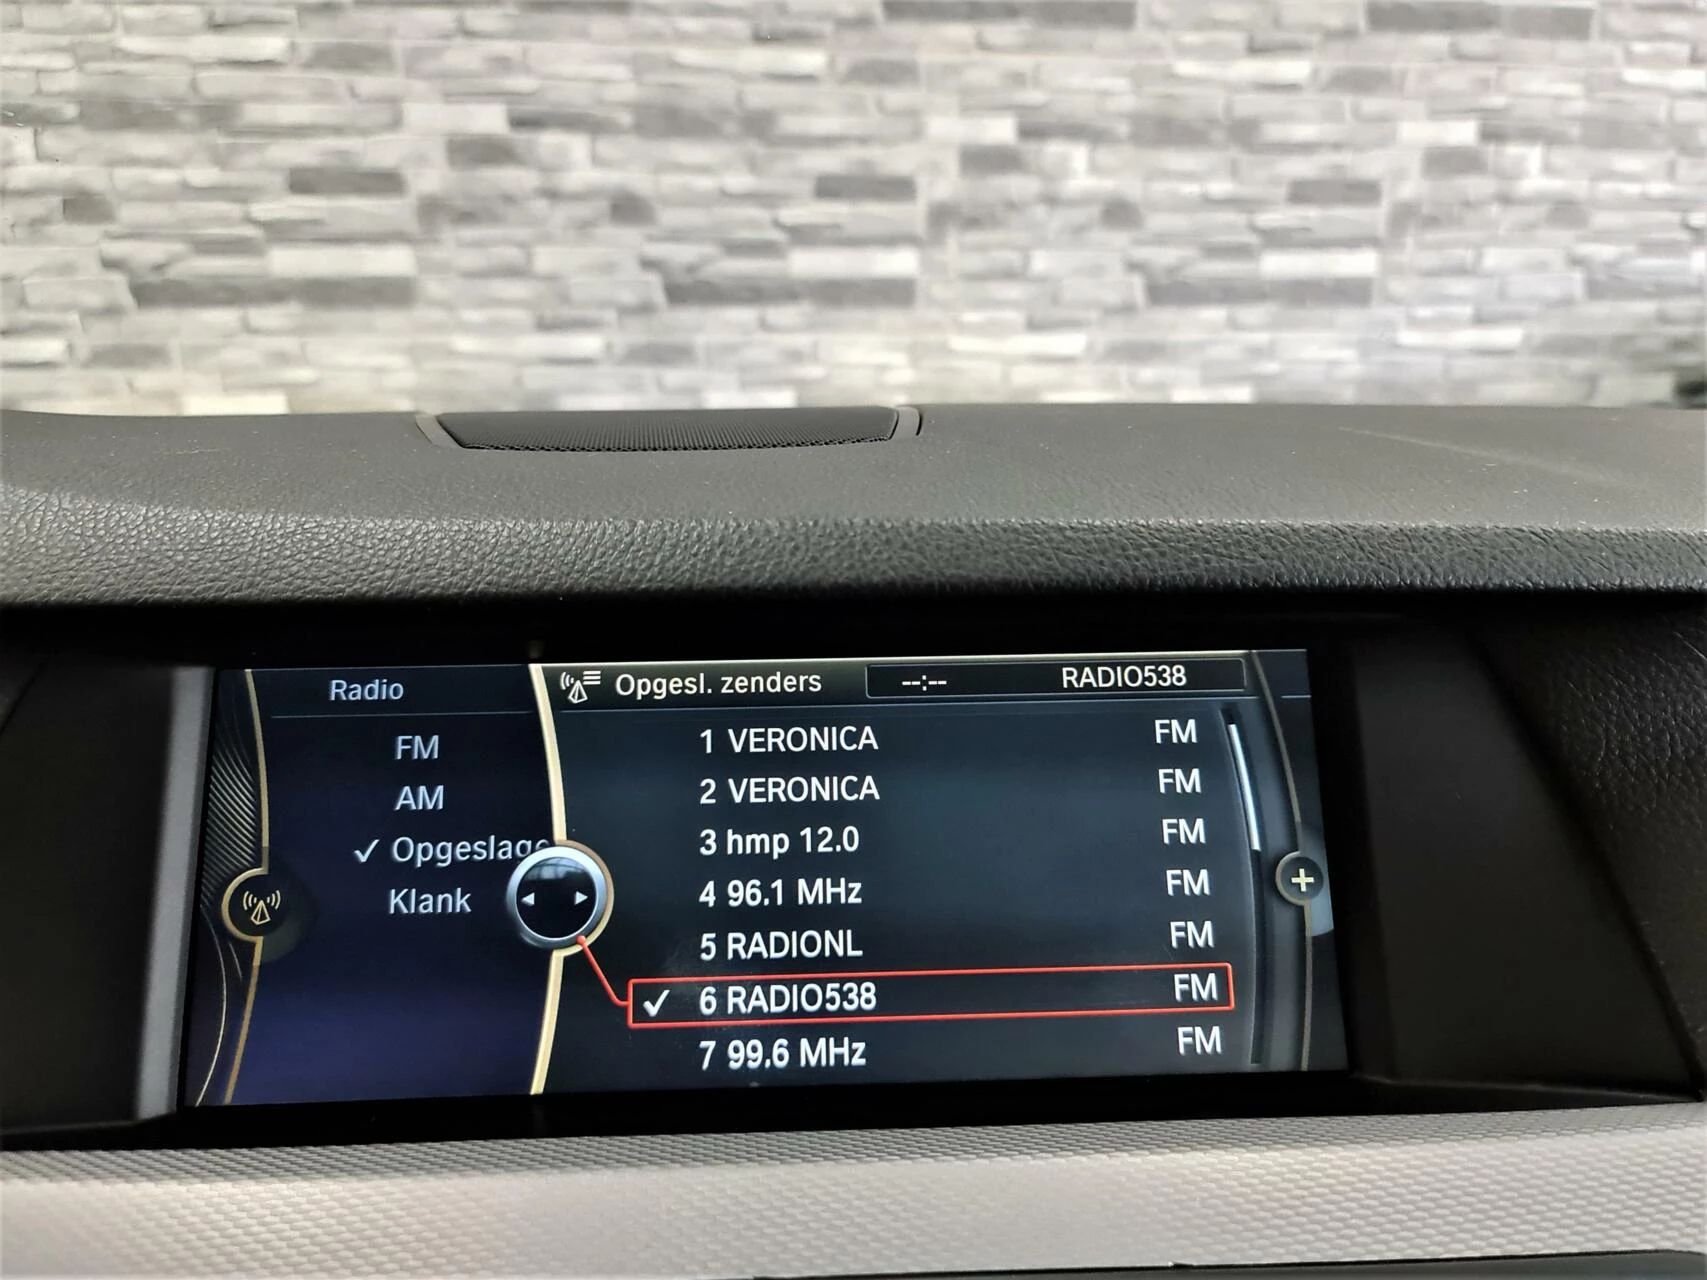 Radio
FM
AM
✓ Opgeslage
Klank
Opgesl. zenders --:-- RADIO538
1 VERONICA FM
2 VERONICA FM
3 hmp 12.0 FM
4 96.1 MHz FM
5 RADIONL FM
✓ 6 RADIO538 FM
7 99.6 MHz FM